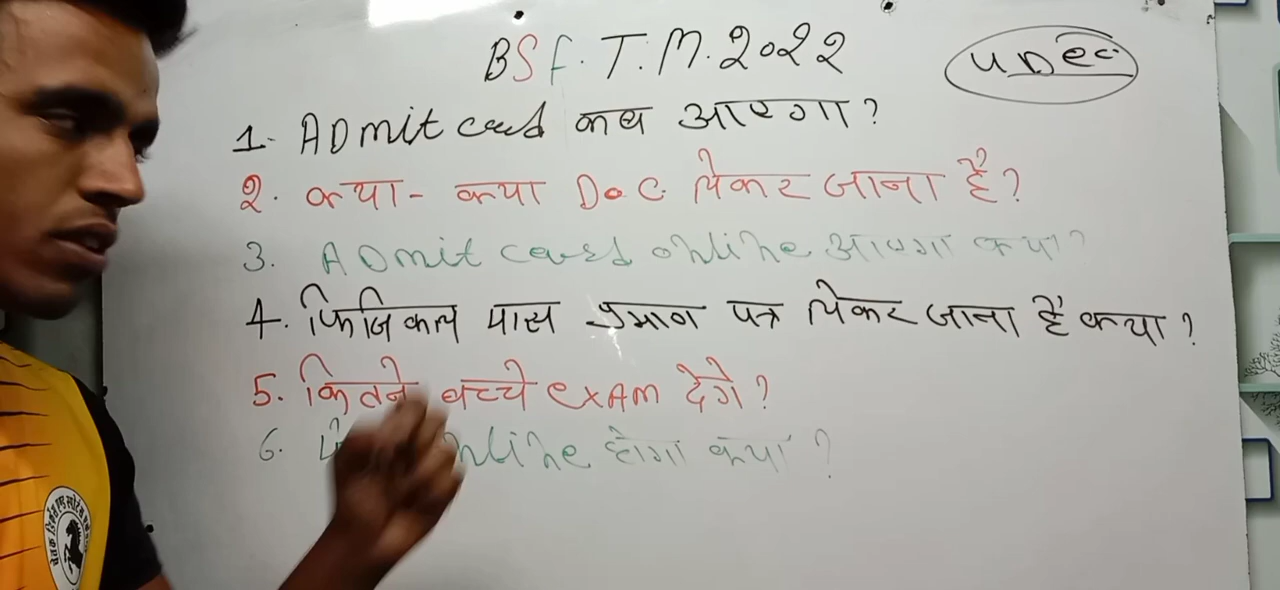 BSf. T. M. 2022
4 Dec.
1. ADmit card कब आएगा?
2. क्या - क्या Doc. लेकर जाना है?
3. ADmit card online आएगा क्या?
4. फिजिकल पास प्रमाण पत्र लेकर जाना है क्या?
5. कितने बच्चे exAm देंगे?
6. online होगा क्या?